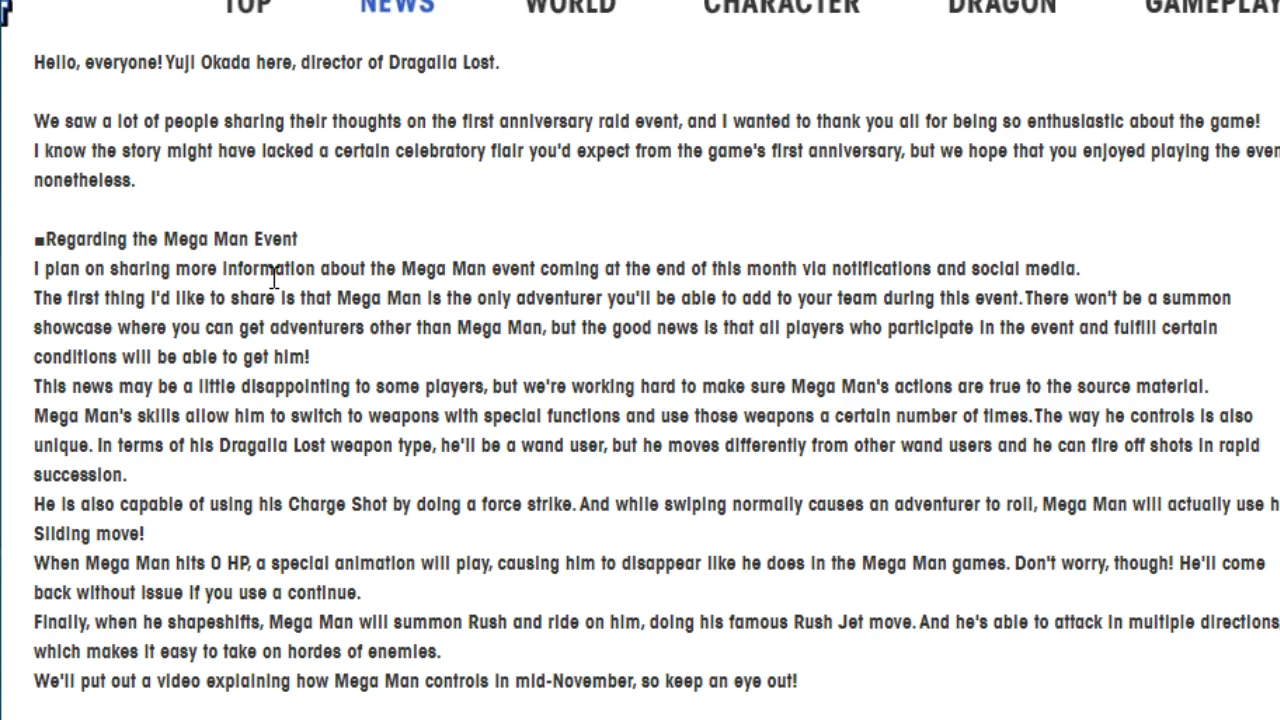 TOP NEWS WORLD CHARACTER DRAGON GAMEPLAY
Hello, everyone! Yuji Okada here, director of Dragalia Lost.
We saw a lot of people sharing their thoughts on the first anniversary raid event, and I wanted to thank you all for being so enthusiastic about the game!
I know the story might have lacked a certain celebratory flair you'd expect from the game's first anniversary, but we hope that you enjoyed playing the even
nonetheless.
■Regarding the Mega Man Event
I plan on sharing more information about the Mega Man event coming at the end of this month via notifications and social media.
The first thing I'd like to share is that Mega Man is the only adventurer you'll be able to add to your team during this event. There won't be a summon
showcase where you can get adventurers other than Mega Man, but the good news is that all players who participate in the event and fulfill certain
conditions will be able to get him!
This news may be a little disappointing to some players, but we're working hard to make sure Mega Man's actions are true to the source material.
Mega Man's skills allow him to switch to weapons with special functions and use those weapons a certain number of times. The way he controls is also
unique. In terms of his Dragalia Lost weapon type, he'll be a wand user, but he moves differently from other wand users and he can fire off shots in rapid
succession.
He is also capable of using his Charge Shot by doing a force strike. And while swiping normally causes an adventurer to roll, Mega Man will actually use h
Sliding move!
When Mega Man hits 0 HP, a special animation will play, causing him to disappear like he does in the Mega Man games. Don't worry, though! He'll come
back without issue if you use a continue.
Finally, when he shapeshifts, Mega Man will summon Rush and ride on him, doing his famous Rush Jet move. And he's able to attack in multiple directions
which makes it easy to take on hordes of enemies.
We'll put out a video explaining how Mega Man controls in mid-November, so keep an eye out!